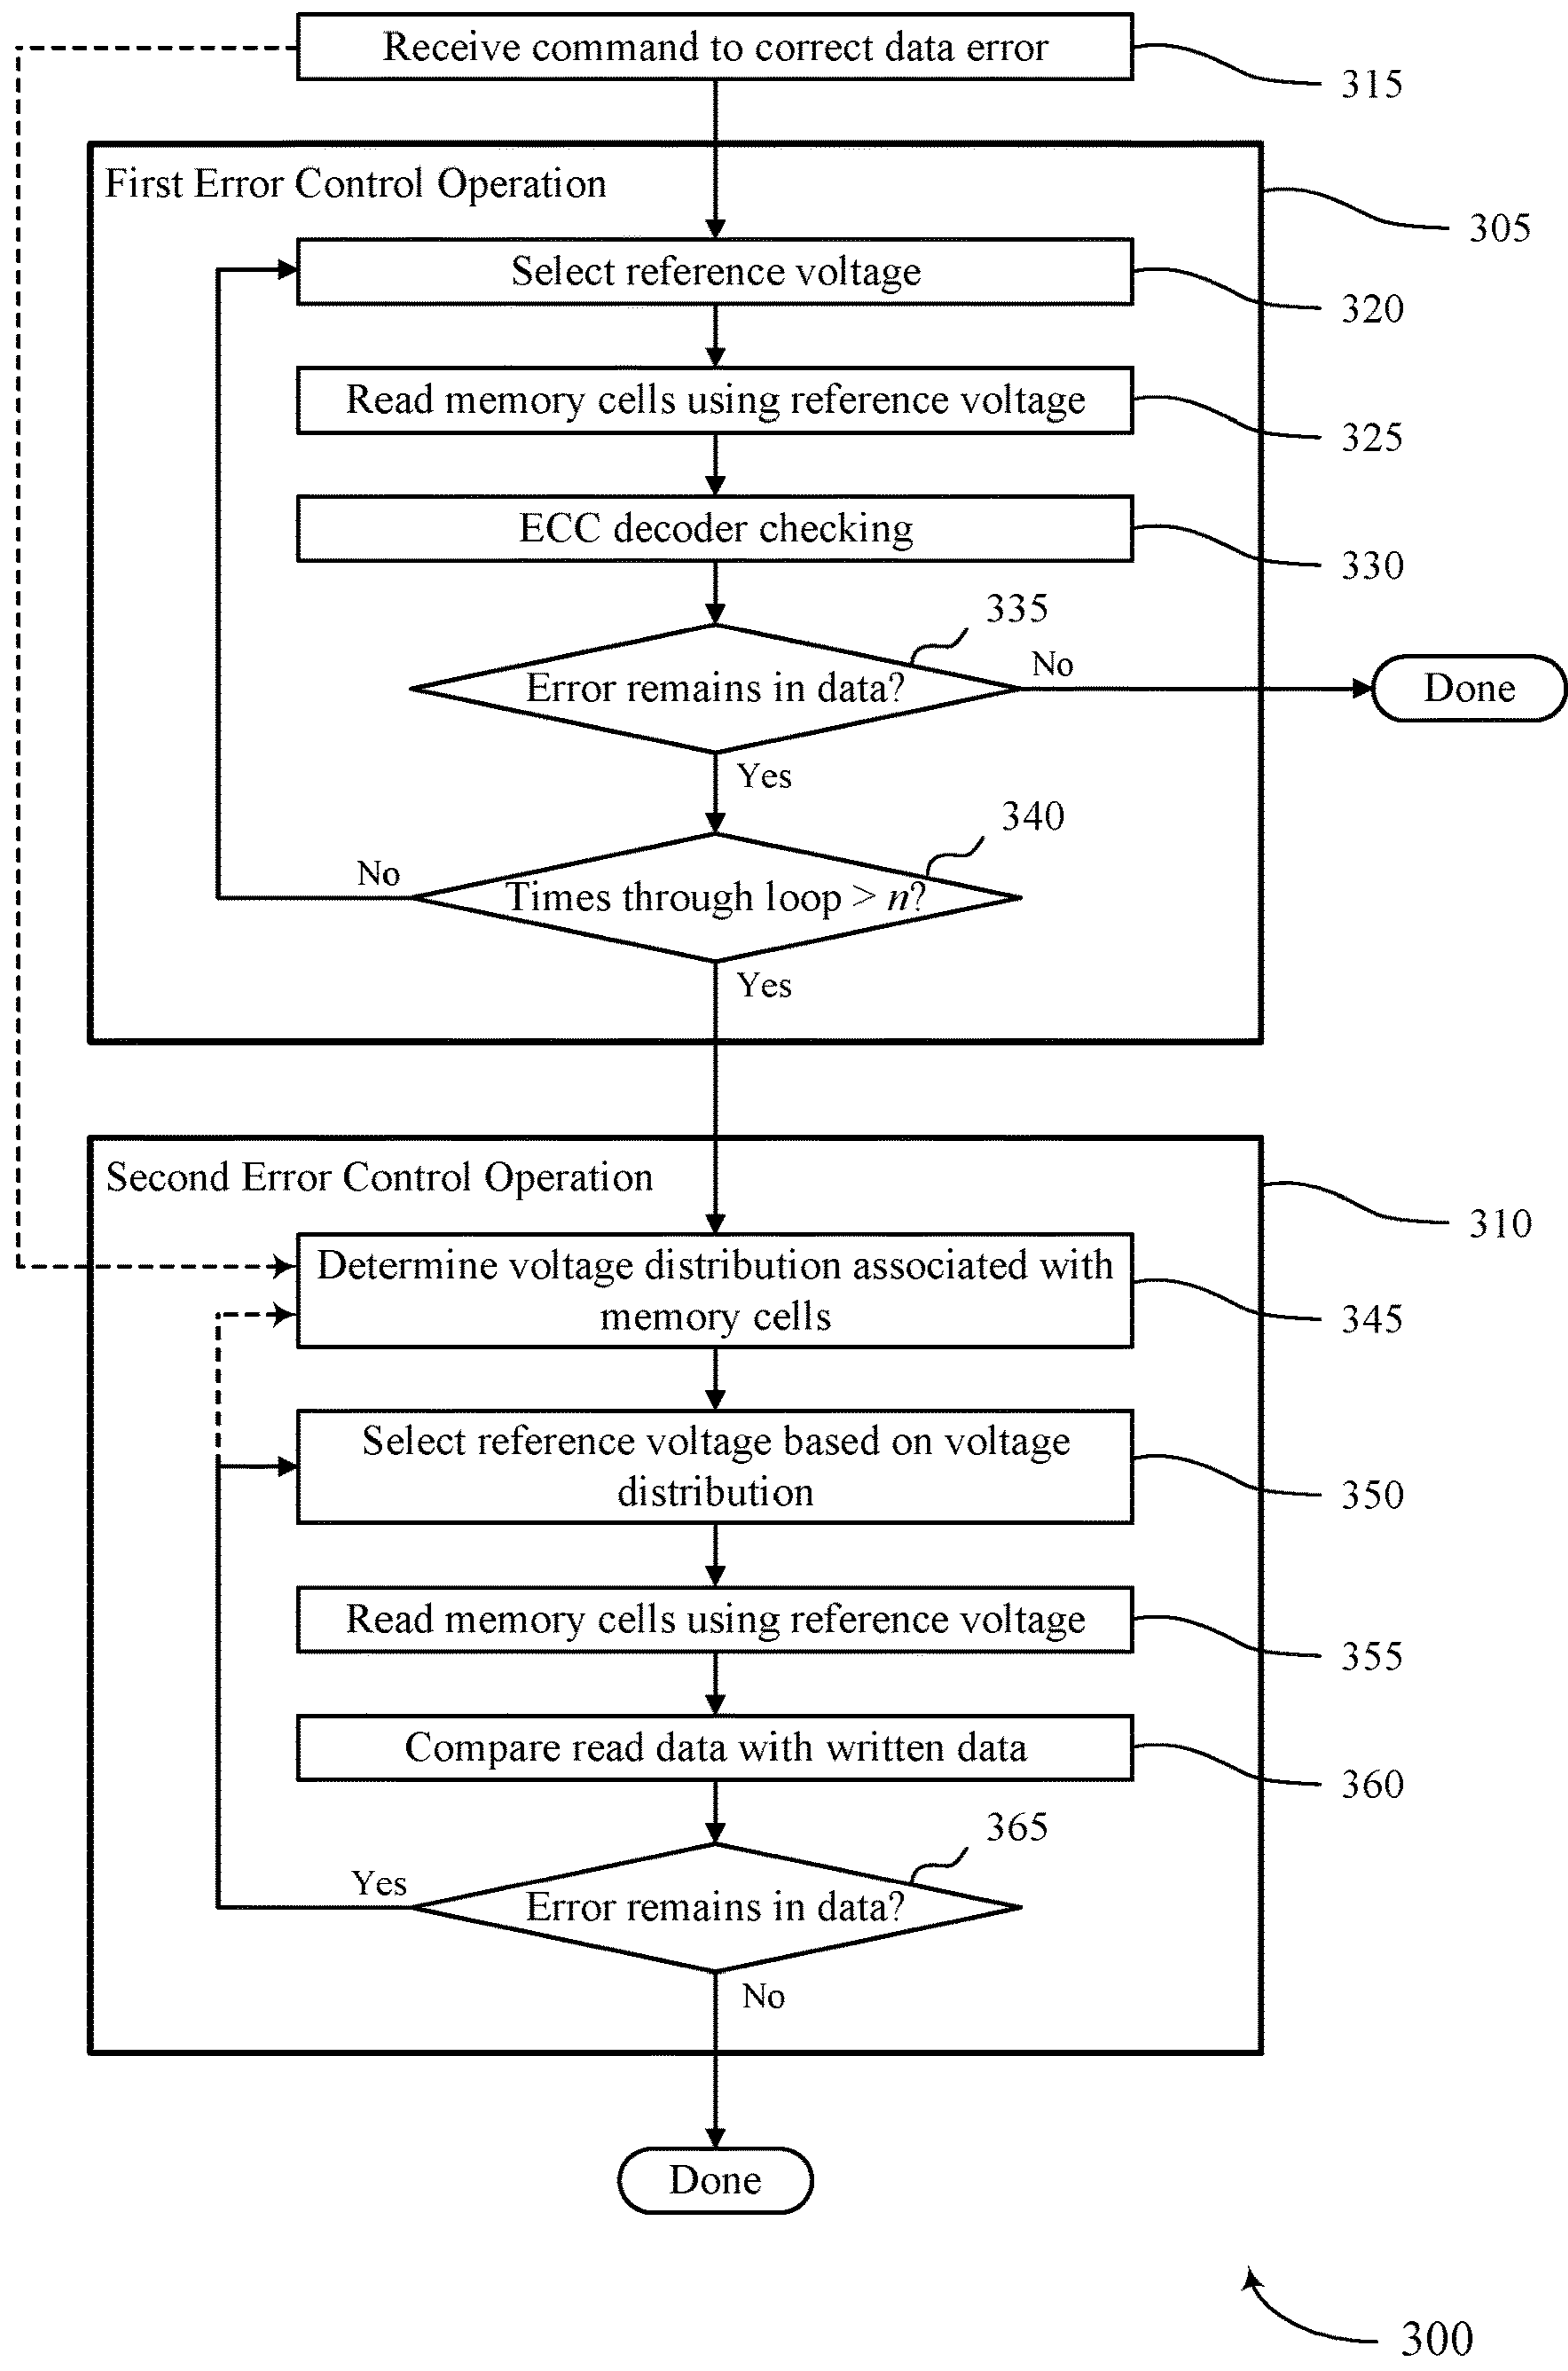 Receive command to correct data error
315
First Error Control Operation
305
Select reference voltage
320
Read memory cells using reference voltage
325
ECC decoder checking
330
335
Error remains in data?
No
Done
Yes
340
Times through loop > n?
No
Yes
Second Error Control Operation
310
Determine voltage distribution associated with
memory cells
345
Select reference voltage based on voltage
distribution
350
Read memory cells using reference voltage
355
Compare read data with written data
360
365
Yes
Error remains in data?
No
Done
300